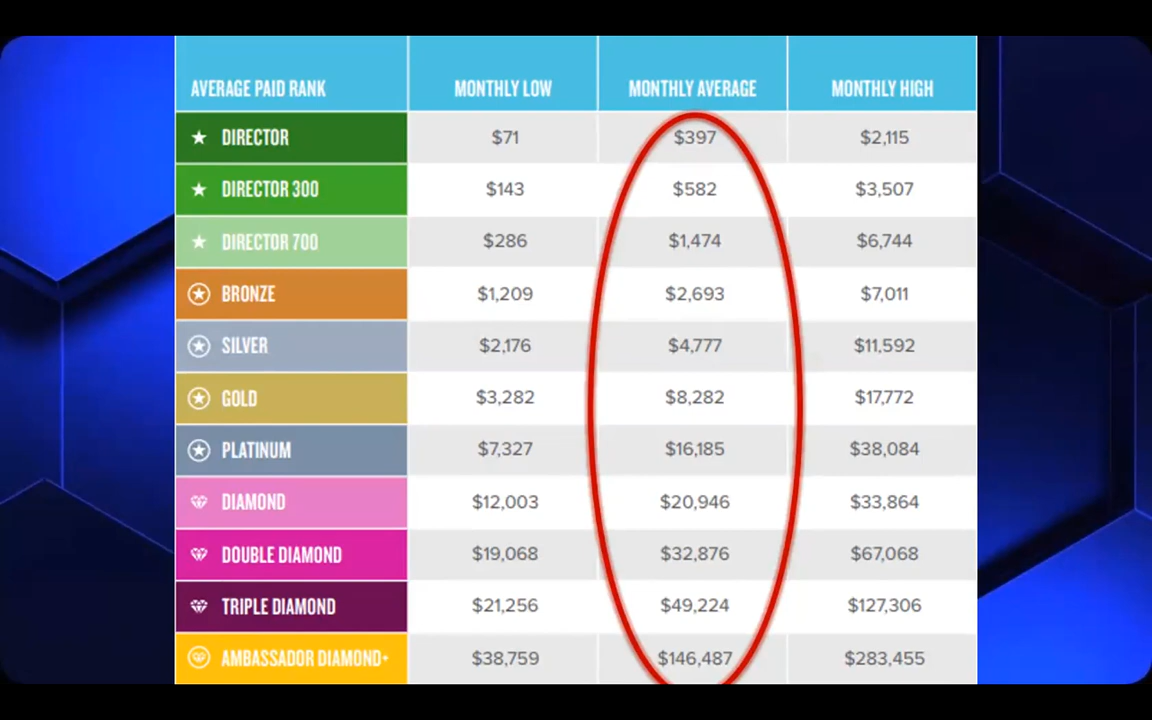 AVERAGE PAID RANK MONTHLY LOW MONTHLY AVERAGE MONTHLY HIGH
DIRECTOR $71 $397 $2,115
DIRECTOR 300 $143 $582 $3,507
DIRECTOR 700 $286 $1,474 $6,744
BRONZE $1,209 $2,693 $7,011
SILVER $2,176 $4,777 $11,592
GOLD $3,282 $8,282 $17,772
PLATINUM $7,327 $16,185 $38,084
DIAMOND $12,003 $20,946 $33,864
DOUBLE DIAMOND $19,068 $32,876 $67,068
TRIPLE DIAMOND $21,256 $49,224 $127,306
AMBASSADOR DIAMOND+ $38,759 $146,487 $283,455